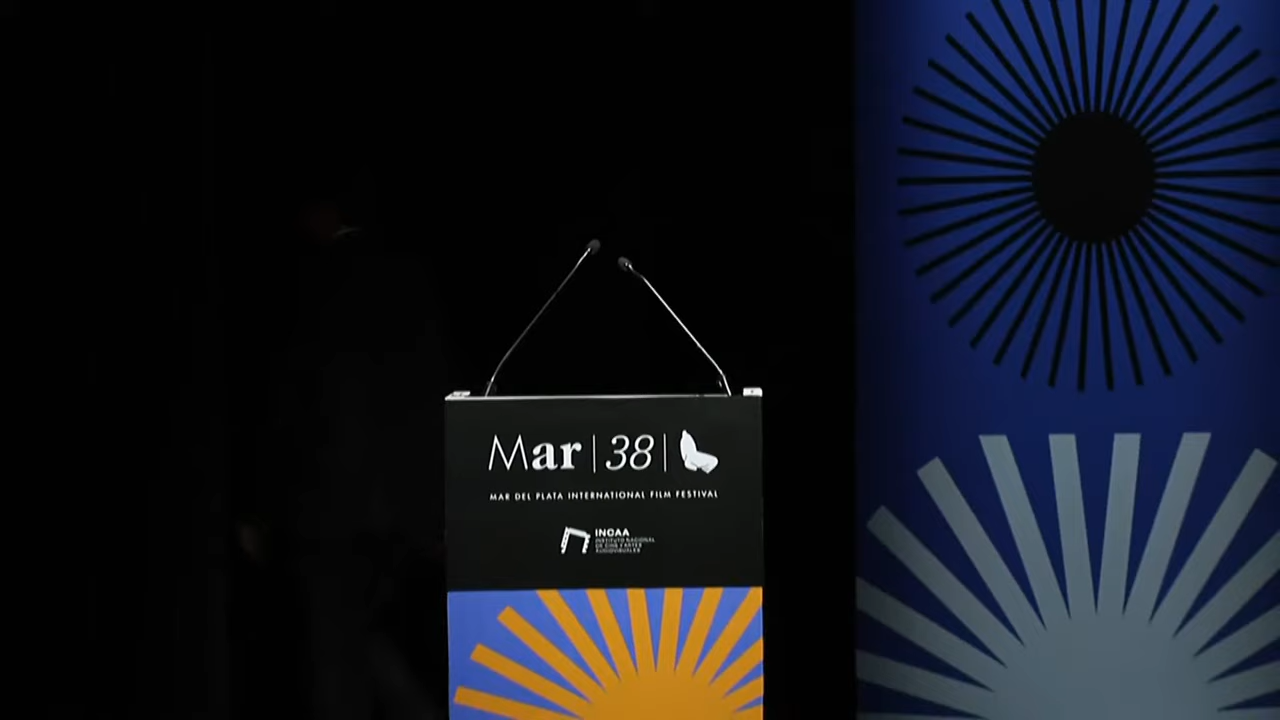 Mar|38|
MAR DEL PLATA INTERNATIONAL FILM FESTIVAL
INCAA
INSTITUTO NACIONAL
DE CINE Y ARTES
AUDIOVISUALES